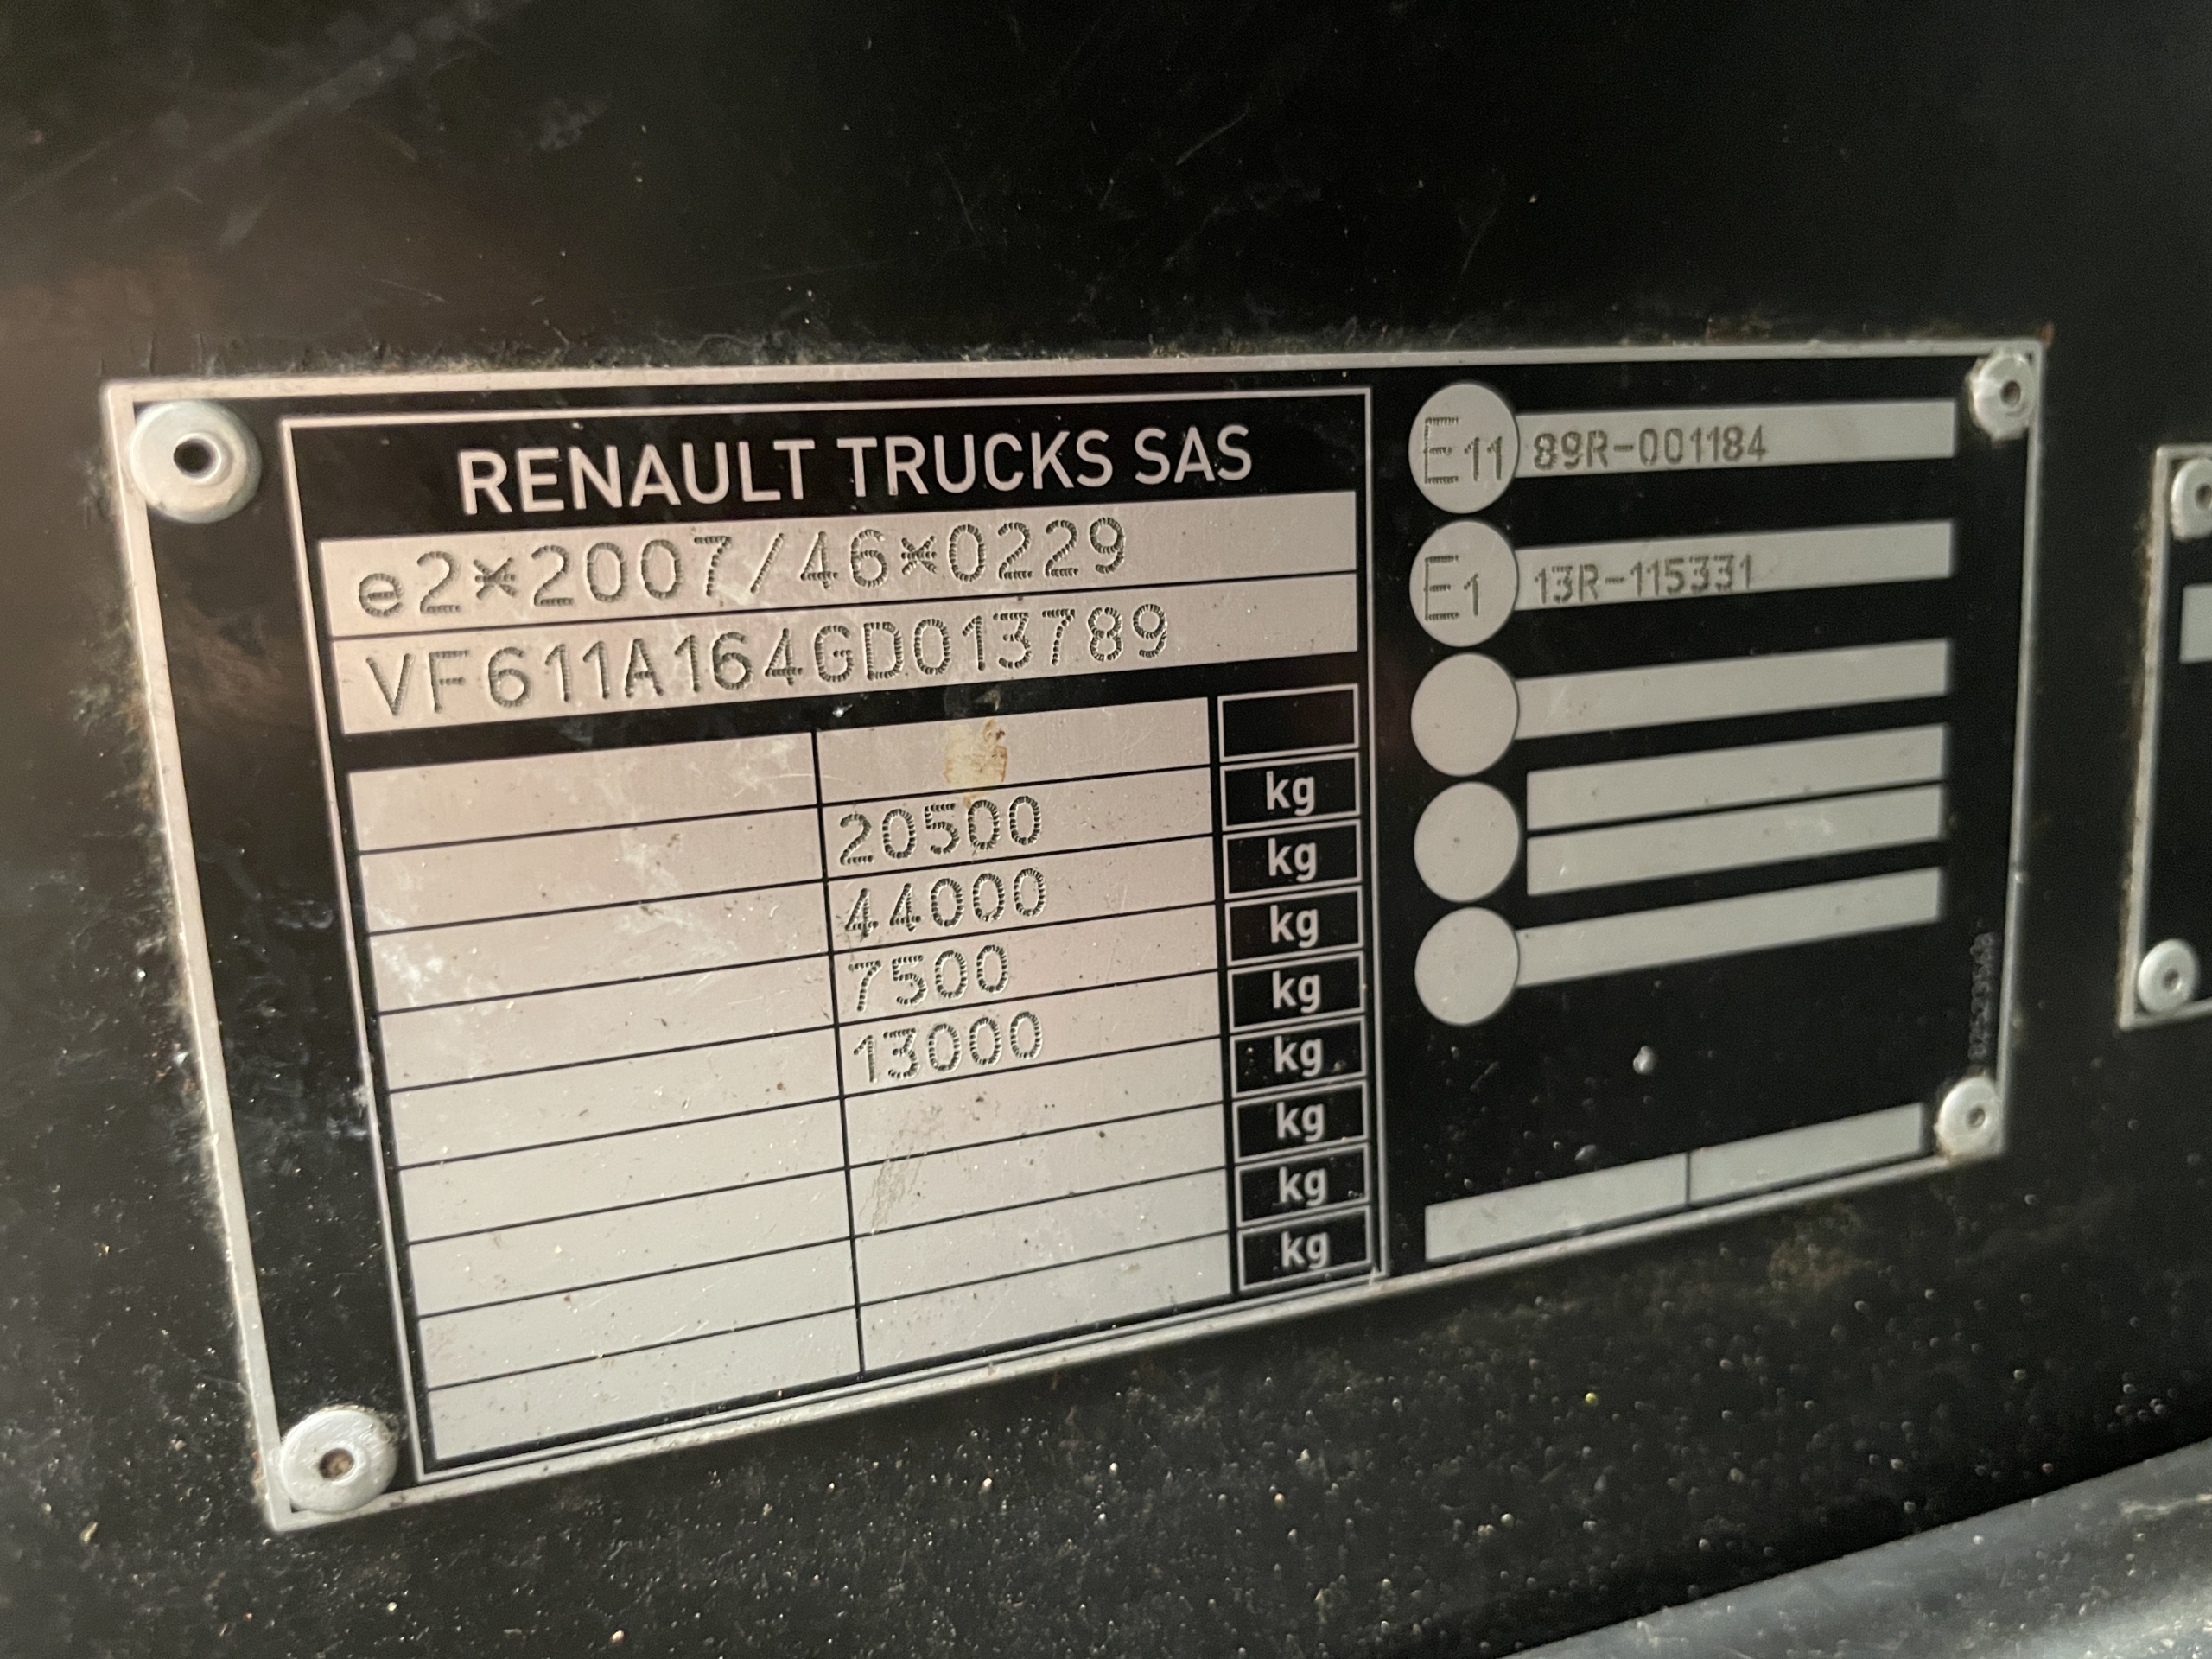 RENAULT TRUCKS SAS
e2*2007/46*0229
VF611A164GD013789
20500 kg
44000 kg
7500 kg
13000 kg
kg
kg
kg
kg
E11 89R-001184
E1 13R-115331